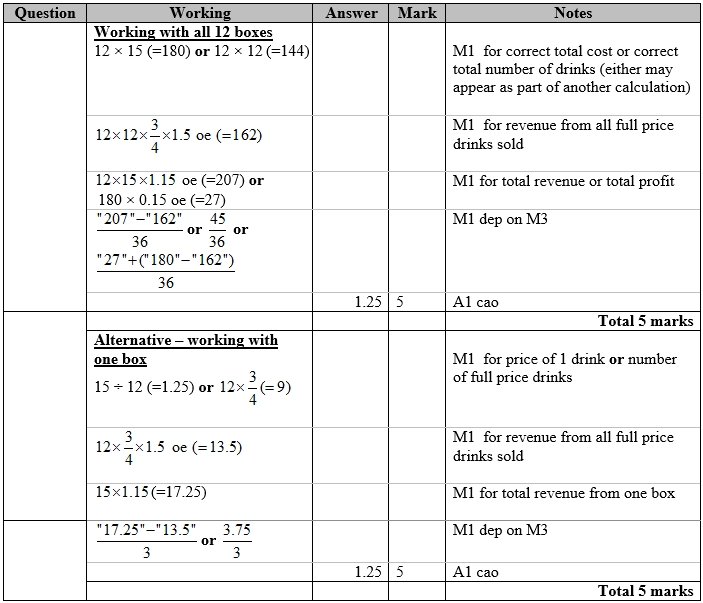 Question Working Answer Mark Notes
Working with all 12 boxes
12 × 15 (=180) or 12 × 12 (=144)
M1 for correct total cost or correct
total number of drinks (either may
appear as part of another calculation)
12×12×3/4×1.5 oe (=162)
M1 for revenue from all full price
drinks sold
12×15×1.15 oe (=207) or
180 × 0.15 oe (=27)
M1 for total revenue or total profit
("207"−"162")/36 or 45/36 or
("27"+("180"−"162"))/36
M1 dep on M3
1.25 5 A1 cao
Total 5 marks
Alternative – working with
one box
15 ÷ 12 (=1.25) or 12×3/4(=9)
M1 for price of 1 drink or number
of full price drinks
12×3/4×1.5 oe (=13.5)
M1 for revenue from all full price
drinks sold
15×1.15(=17.25)
M1 for total revenue from one box
("17.25"−"13.5")/3 or 3.75/3
M1 dep on M3
1.25 5 A1 cao
Total 5 marks